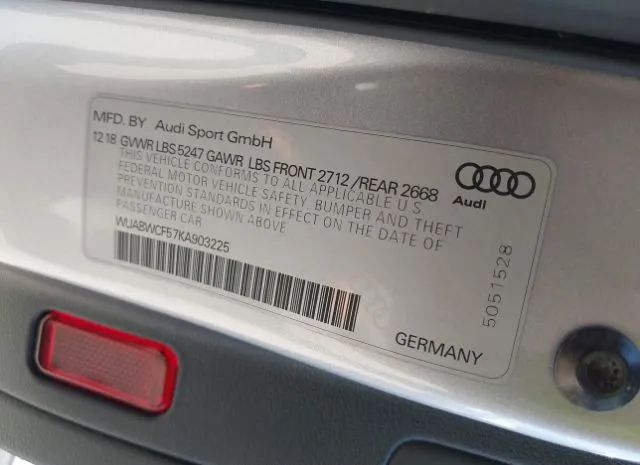 MFD. BY Audi Sport GmbH
12 18 GVWR LBS 5247 GAWR LBS FRONT 2712 / REAR 2668
THIS VEHICLE CONFORMS TO ALL APPLICABLE U.S.
FEDERAL MOTOR VEHICLE SAFETY, BUMPER AND THEFT
PREVENTION STANDARDS IN EFFECT ON THE DATE OF
MANUFACTURE SHOWN ABOVE
PASSENGER CAR
WUABWCF57KA903225
Audi
5051528
GERMANY